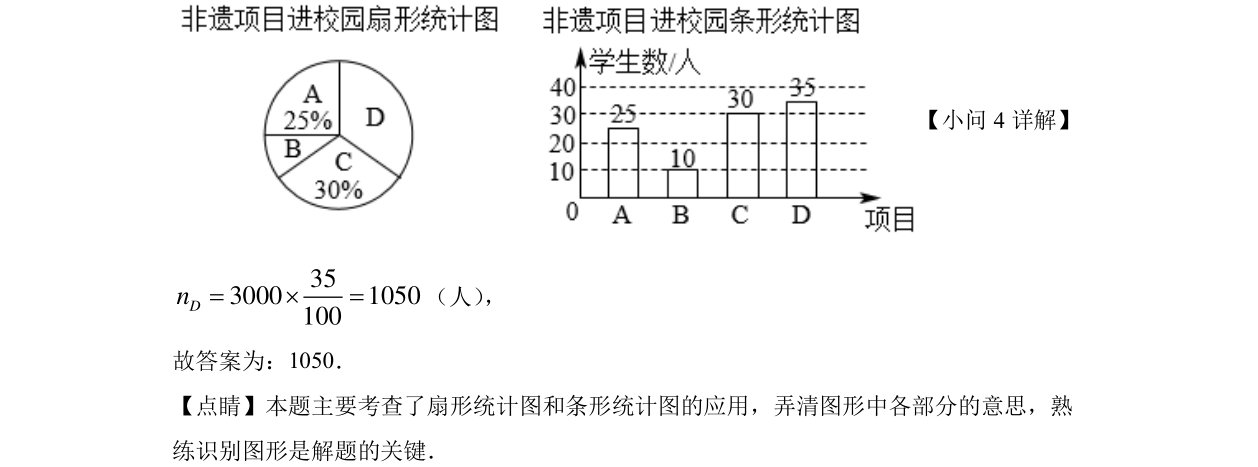 非遗项目进校园扇形统计图
A
25%
D
B
C
30%
非遗项目进校园条形统计图
学生数/人
40
30
20
10
0
25
10
30
35
A B C D
项目
【小问 4 详解】
n_D = 3000 × 35/100 = 1050（人），
故答案为：1050．
【点睛】本题主要考查了扇形统计图和条形统计图的应用，弄清图形中各部分的意思，熟
练识别图形是解题的关键．